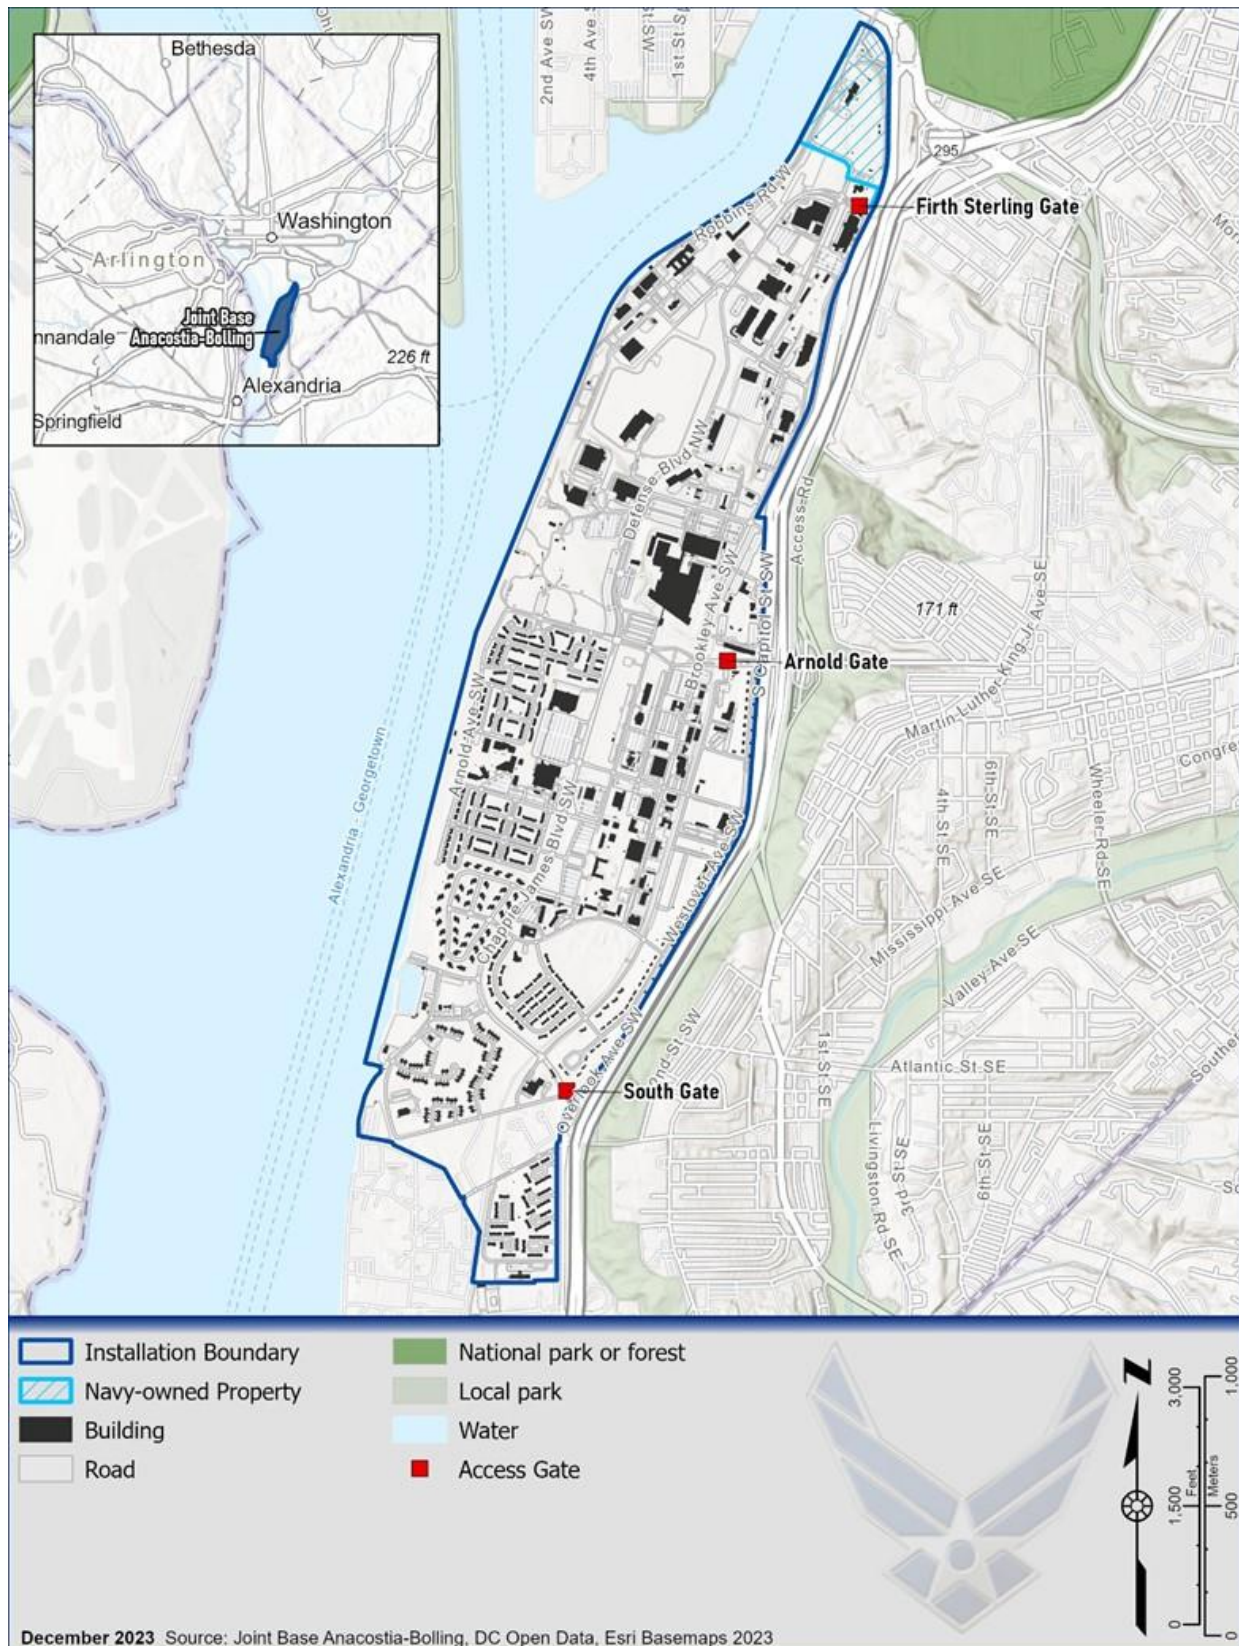 Bethesda
Washington
Arlington
Joint Base
Anacostia-Bolling
nnandale
226 ft
Alexandria
Springfield
2nd Ave SW
4th Ave S
St SW
1st St S
295
Robbins Rd W
Firth Sterling Gate
Defense Blvd NW
Access Rd
Brookley Ave SW
S Capitol St SW
171 ft
Arnold Gate
Martin Luther King Jr Ave SE
Arnold Ave SW
Alexandria - Georgetown
Chappie James Blvd SW
Westover Ave SW
4th St SE
6th St SE
Wheeler Rd SE
Congre
Mississippi Ave SE
Valley Ave SE
Overlook Ave SW
2nd St SW
1st St SE
Atlantic St SE
Souther
South Gate
Livingston Rd SE
3rd St SE
6th St SE
So
Installation Boundary
Navy-owned Property
Building
Road
National park or forest
Local park
Water
Access Gate
Z
3,000
1,500
0
Feet
Meters
1,000
500
0
December 2023 Source: Joint Base Anacostia-Bolling, DC Open Data, Esri Basemaps 2023